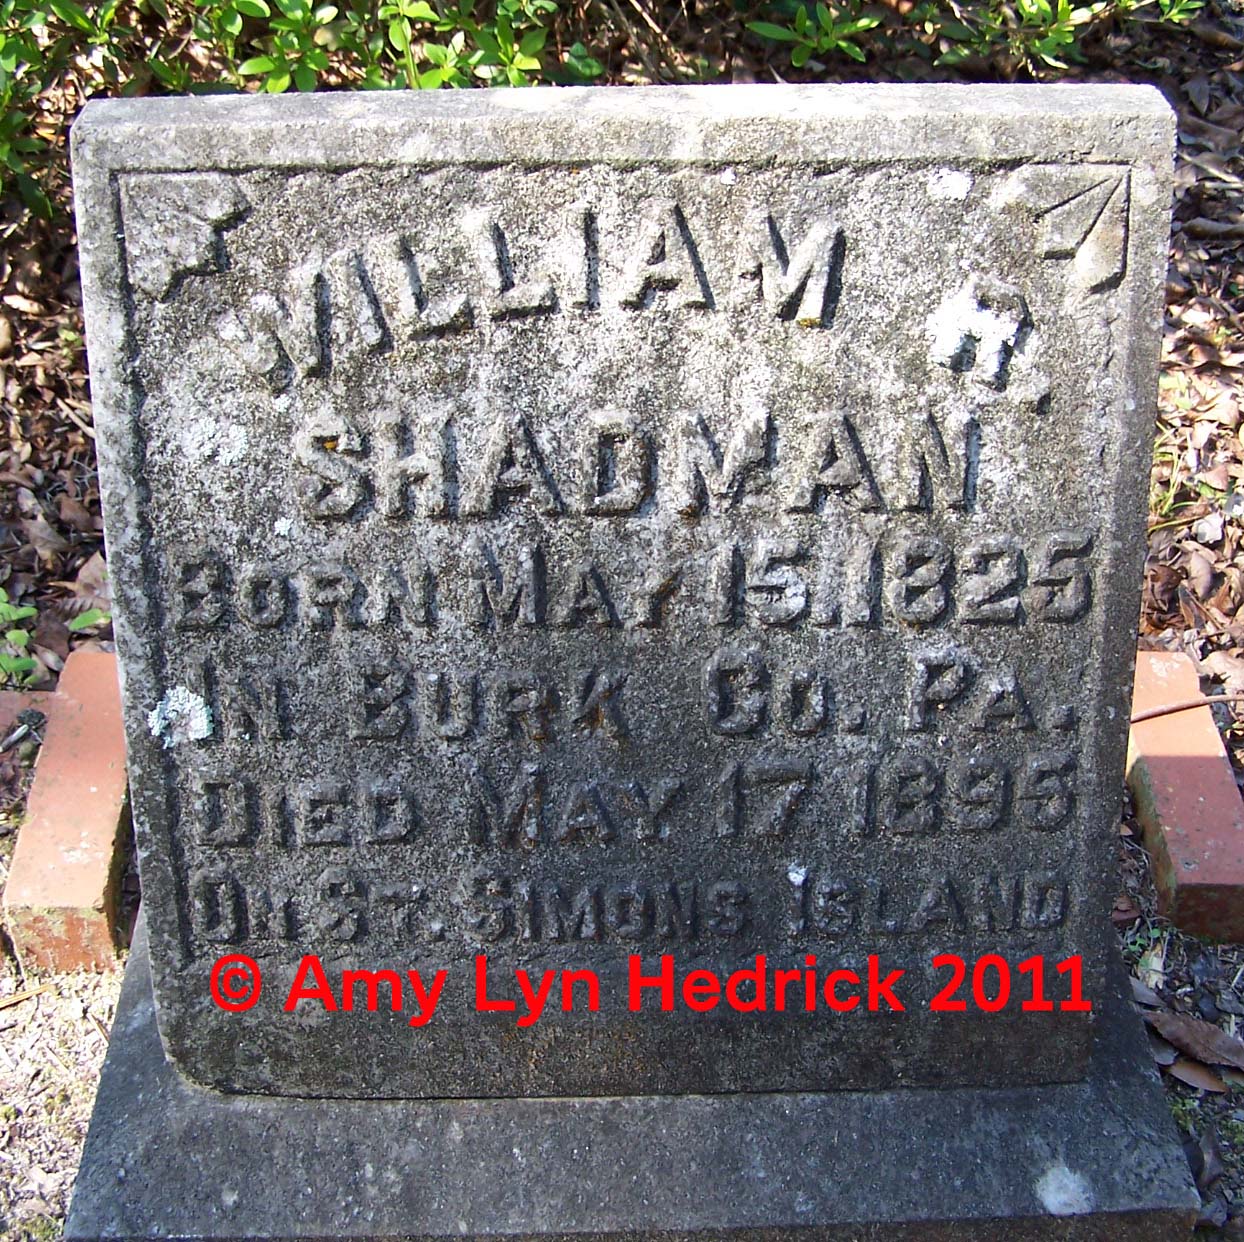 WILLIAM R.
SHADMAN
BORN MAY 15, 1825
IN BURK CO. PA.
DIED MAY 17, 1895
ON ST. SIMONS ISLAND
© Amy Lyn Hedrick 2011